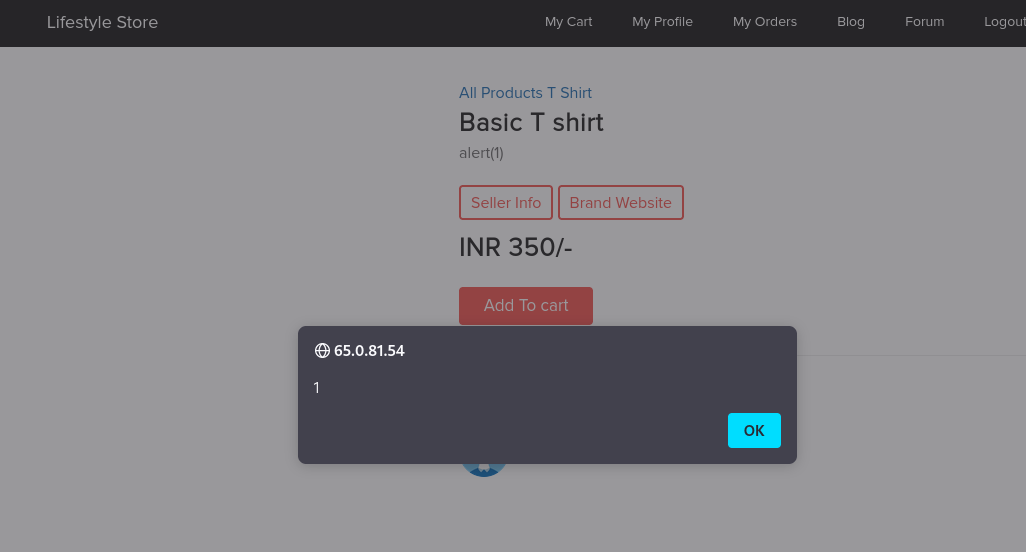 Lifestyle Store
My Cart My Profile My Orders Blog Forum Logout
All Products T Shirt
Basic T shirt
alert(1)
Seller Info Brand Website
INR 350/-
Add To cart
65.0.81.54
1
OK